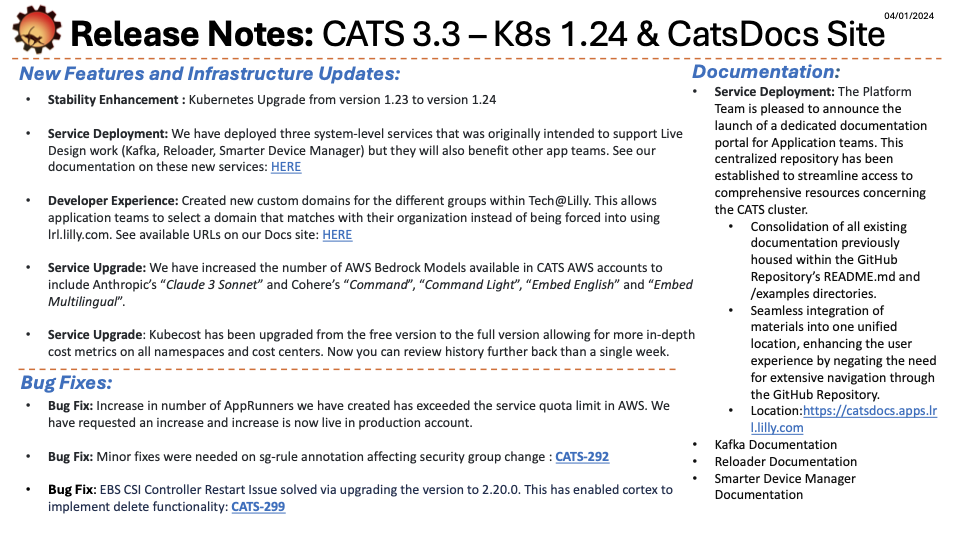 04/01/2024
Release Notes: CATS 3.3 – K8s 1.24 & CatsDocs Site
New Features and Infrastructure Updates:
• Stability Enhancement : Kubernetes Upgrade from version 1.23 to version 1.24
• Service Deployment: We have deployed three system-level services that was originally intended to support Live
Design work (Kafka, Reloader, Smarter Device Manager) but they will also benefit other app teams. See our
documentation on these new services: HERE
• Developer Experience: Created new custom domains for the different groups within Tech@Lilly. This allows
application teams to select a domain that matches with their organization instead of being forced into using
lrl.lilly.com. See available URLs on our Docs site: HERE
• Service Upgrade: We have increased the number of AWS Bedrock Models available in CATS AWS accounts to
include Anthropic’s “Claude 3 Sonnet” and Cohere’s “Command”, “Command Light”, “Embed English” and “Embed
Multilingual”.
• Service Upgrade: Kubecost has been upgraded from the free version to the full version allowing for more in-depth
cost metrics on all namespaces and cost centers. Now you can review history further back than a single week.
Bug Fixes:
• Bug Fix: Increase in number of AppRunners we have created has exceeded the service quota limit in AWS. We
have requested an increase and increase is now live in production account.
• Bug Fix: Minor fixes were needed on sg-rule annotation affecting security group change : CATS-292
• Bug Fix: EBS CSI Controller Restart Issue solved via upgrading the version to 2.20.0. This has enabled cortex to
implement delete functionality: CATS-299
Documentation:
• Service Deployment: The Platform
Team is pleased to announce the
launch of a dedicated documentation
portal for Application teams. This
centralized repository has been
established to streamline access to
comprehensive resources concerning
the CATS cluster.
• Consolidation of all existing
documentation previously
housed within the GitHub
Repository’s README.md and
/examples directories.
• Seamless integration of
materials into one unified
location, enhancing the user
experience by negating the need
for extensive navigation through
the GitHub Repository.
• Location:https://catsdocs.apps.lr
l.lilly.com
• Kafka Documentation
• Reloader Documentation
• Smarter Device Manager
Documentation